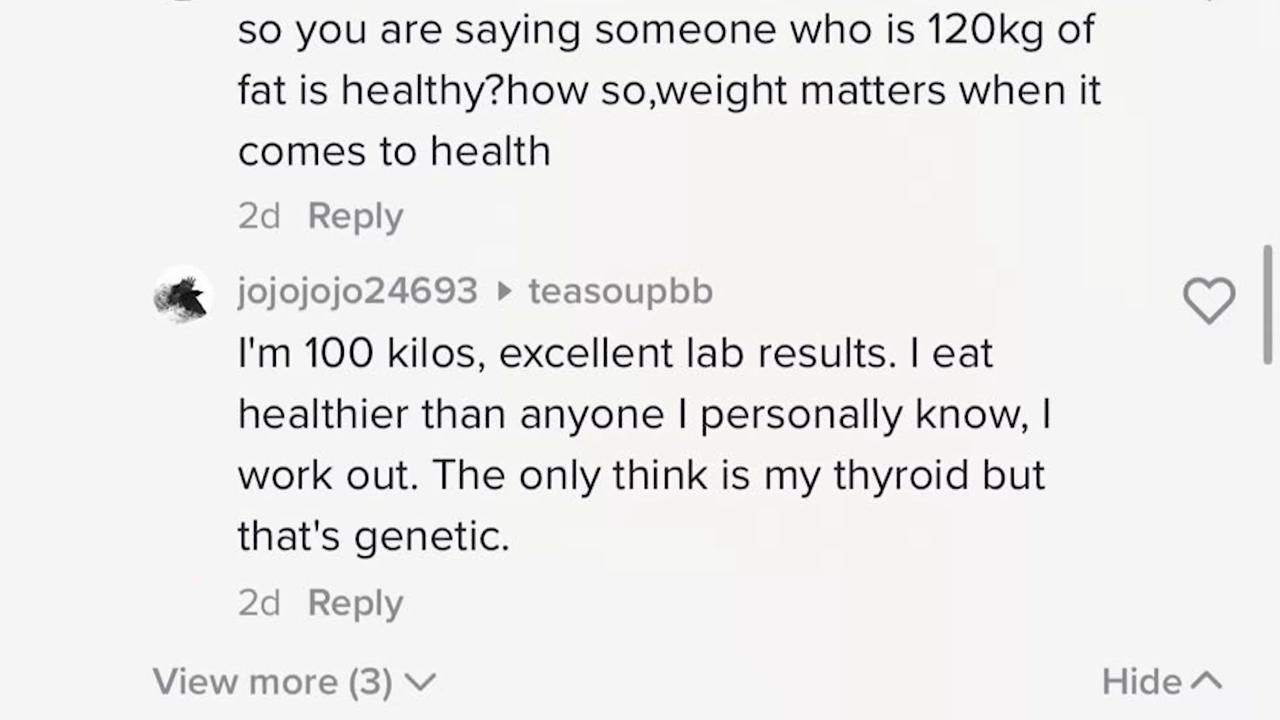 so you are saying someone who is 120kg of
fat is healthy?how so,weight matters when it
comes to health
2d Reply
jojojojo24693 ▸ teasoupbb
I'm 100 kilos, excellent lab results. I eat
healthier than anyone I personally know, I
work out. The only think is my thyroid but
that's genetic.
2d Reply
View more (3) Hide